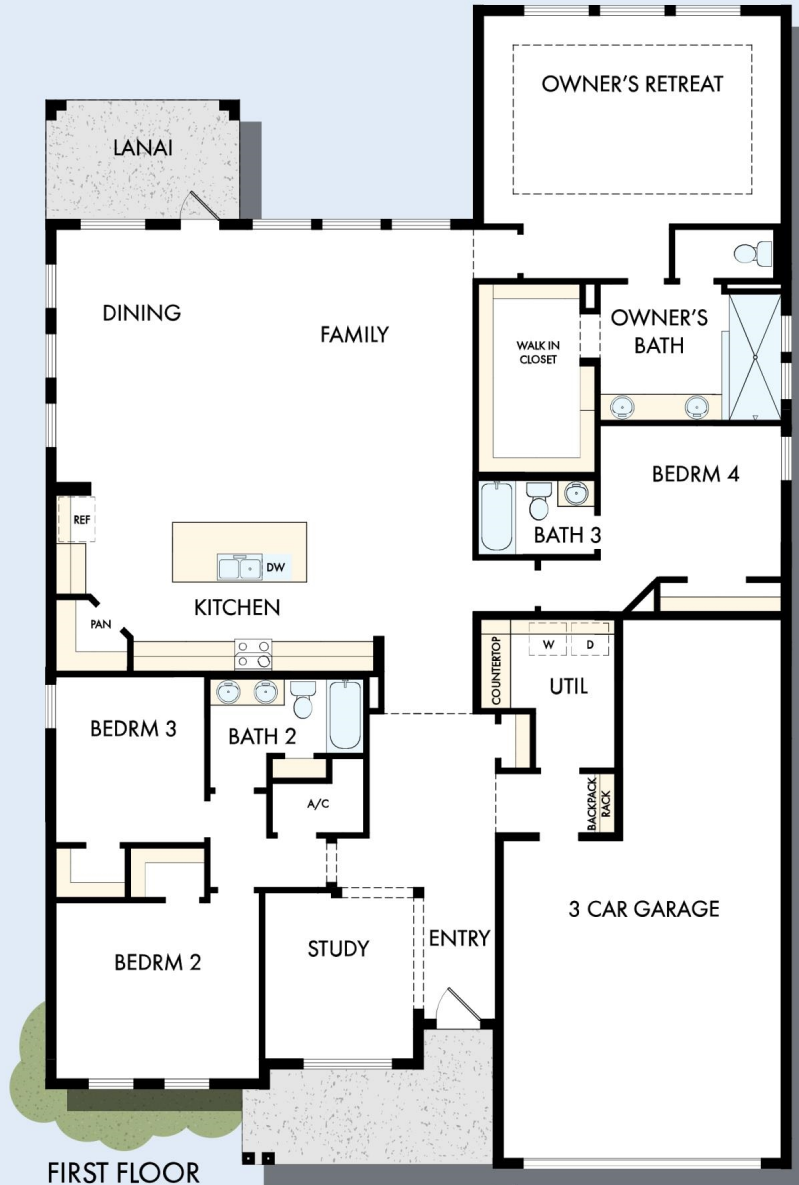 OWNER'S RETREAT
LANAI
DINING
FAMILY
WALK IN
CLOSET
OWNER'S
BATH
BEDRM 4
REF
BATH 3
DW
KITCHEN
PAN
COUNTERTOP
W
D
UTIL
BEDRM 3
BATH 2
A/C
BACKPACK
RACK
3 CAR GARAGE
BEDRM 2
STUDY
ENTRY
FIRST FLOOR